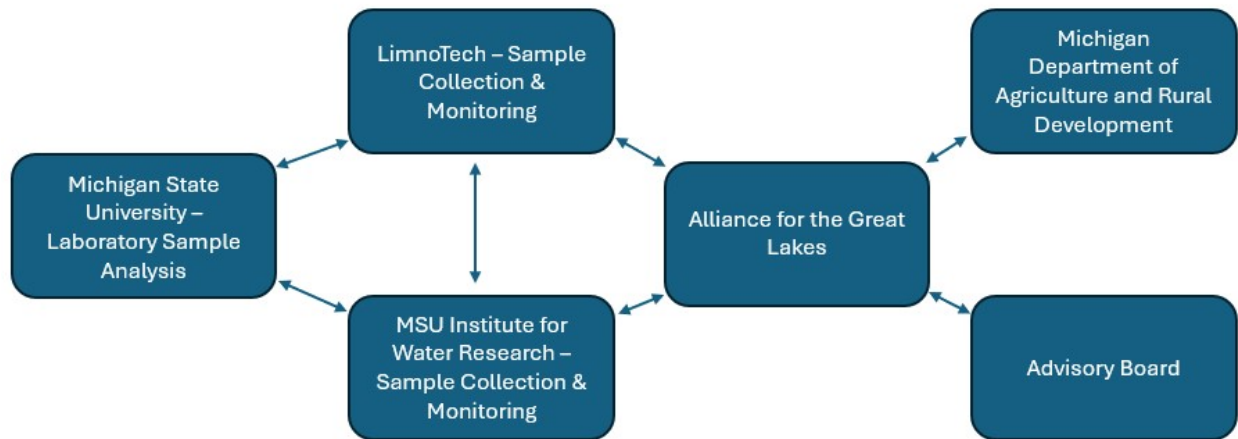 LimnoTech – Sample
Collection &
Monitoring
Michigan
Department of
Agriculture and Rural
Development
Michigan State
University –
Laboratory Sample
Analysis
Alliance for the Great
Lakes
MSU Institute for
Water Research –
Sample Collection &
Monitoring
Advisory Board